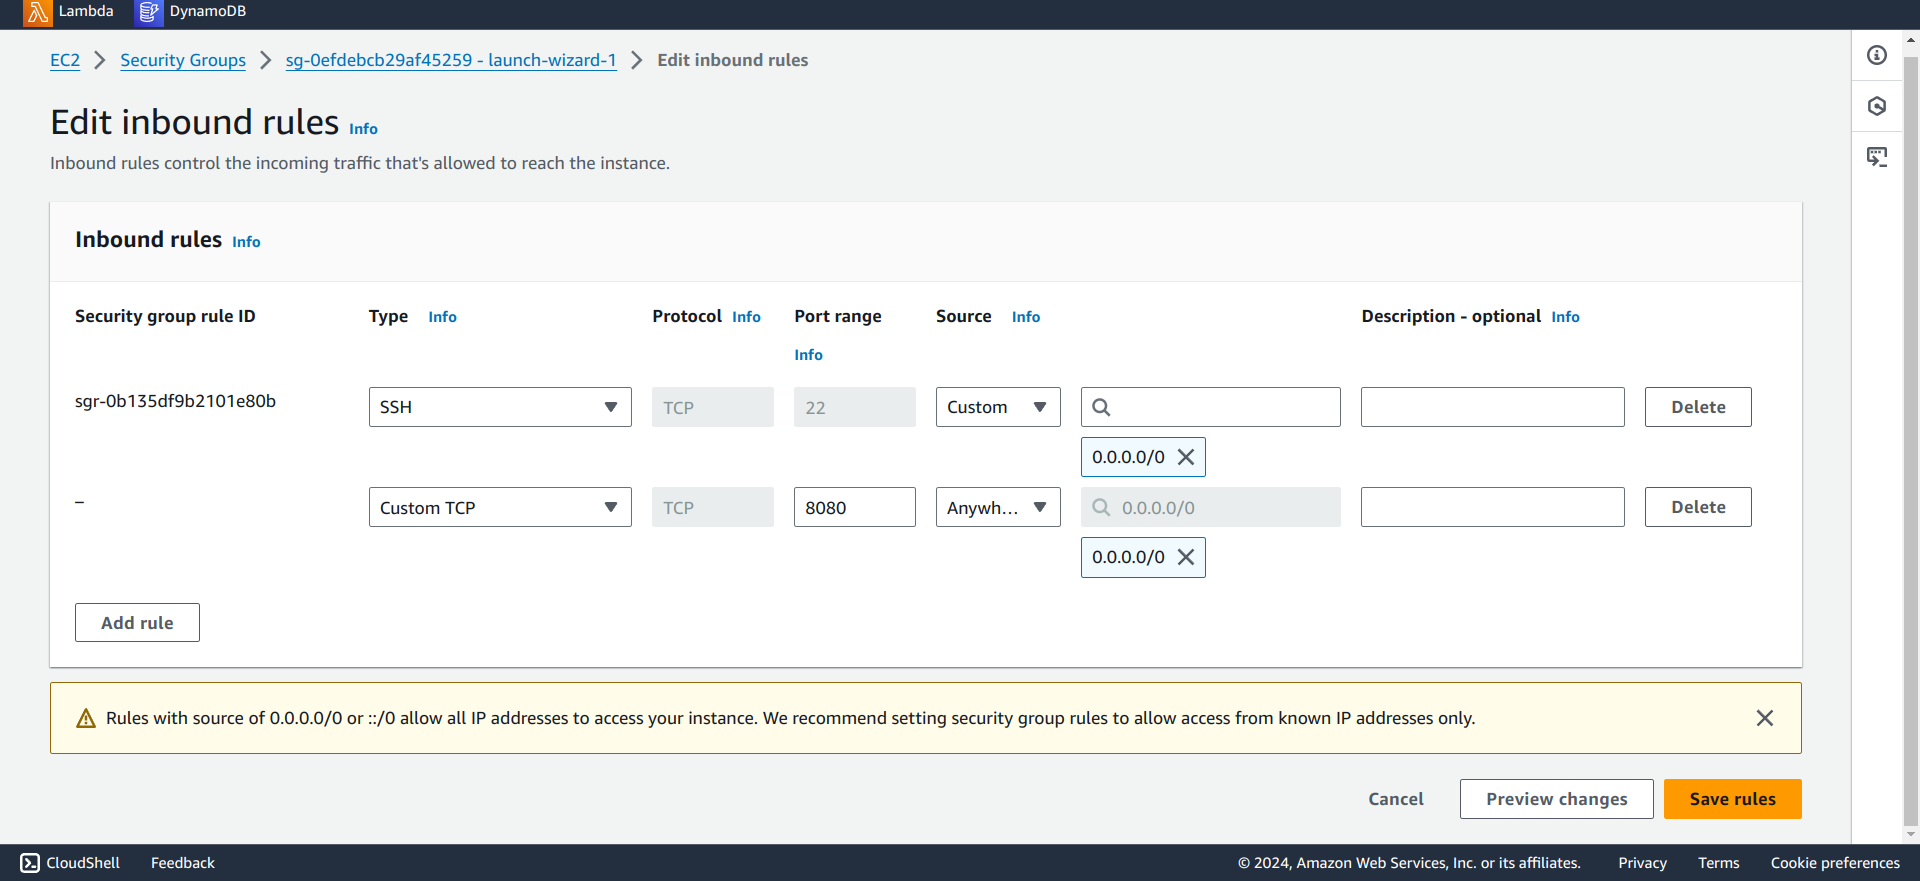 Lambda DynamoDB
EC2 Security Groups sg-0efdebcb29af45259 - launch-wizard-1 Edit inbound rules
Edit inbound rules Info
Inbound rules control the incoming traffic that's allowed to reach the instance.
Inbound rules Info
Security group rule ID Type Info Protocol Info Port range Source Info Description - optional Info
Info
sgr-0b135df9b2101e80b SSH TCP 22 Custom Delete
0.0.0.0/0
– Custom TCP TCP 8080 Anywh... 0.0.0.0/0 Delete
0.0.0.0/0
Add rule
Rules with source of 0.0.0.0/0 or ::/0 allow all IP addresses to access your instance. We recommend setting security group rules to allow access from known IP addresses only.
Cancel Preview changes Save rules
CloudShell Feedback © 2024, Amazon Web Services, Inc. or its affiliates. Privacy Terms Cookie preferences